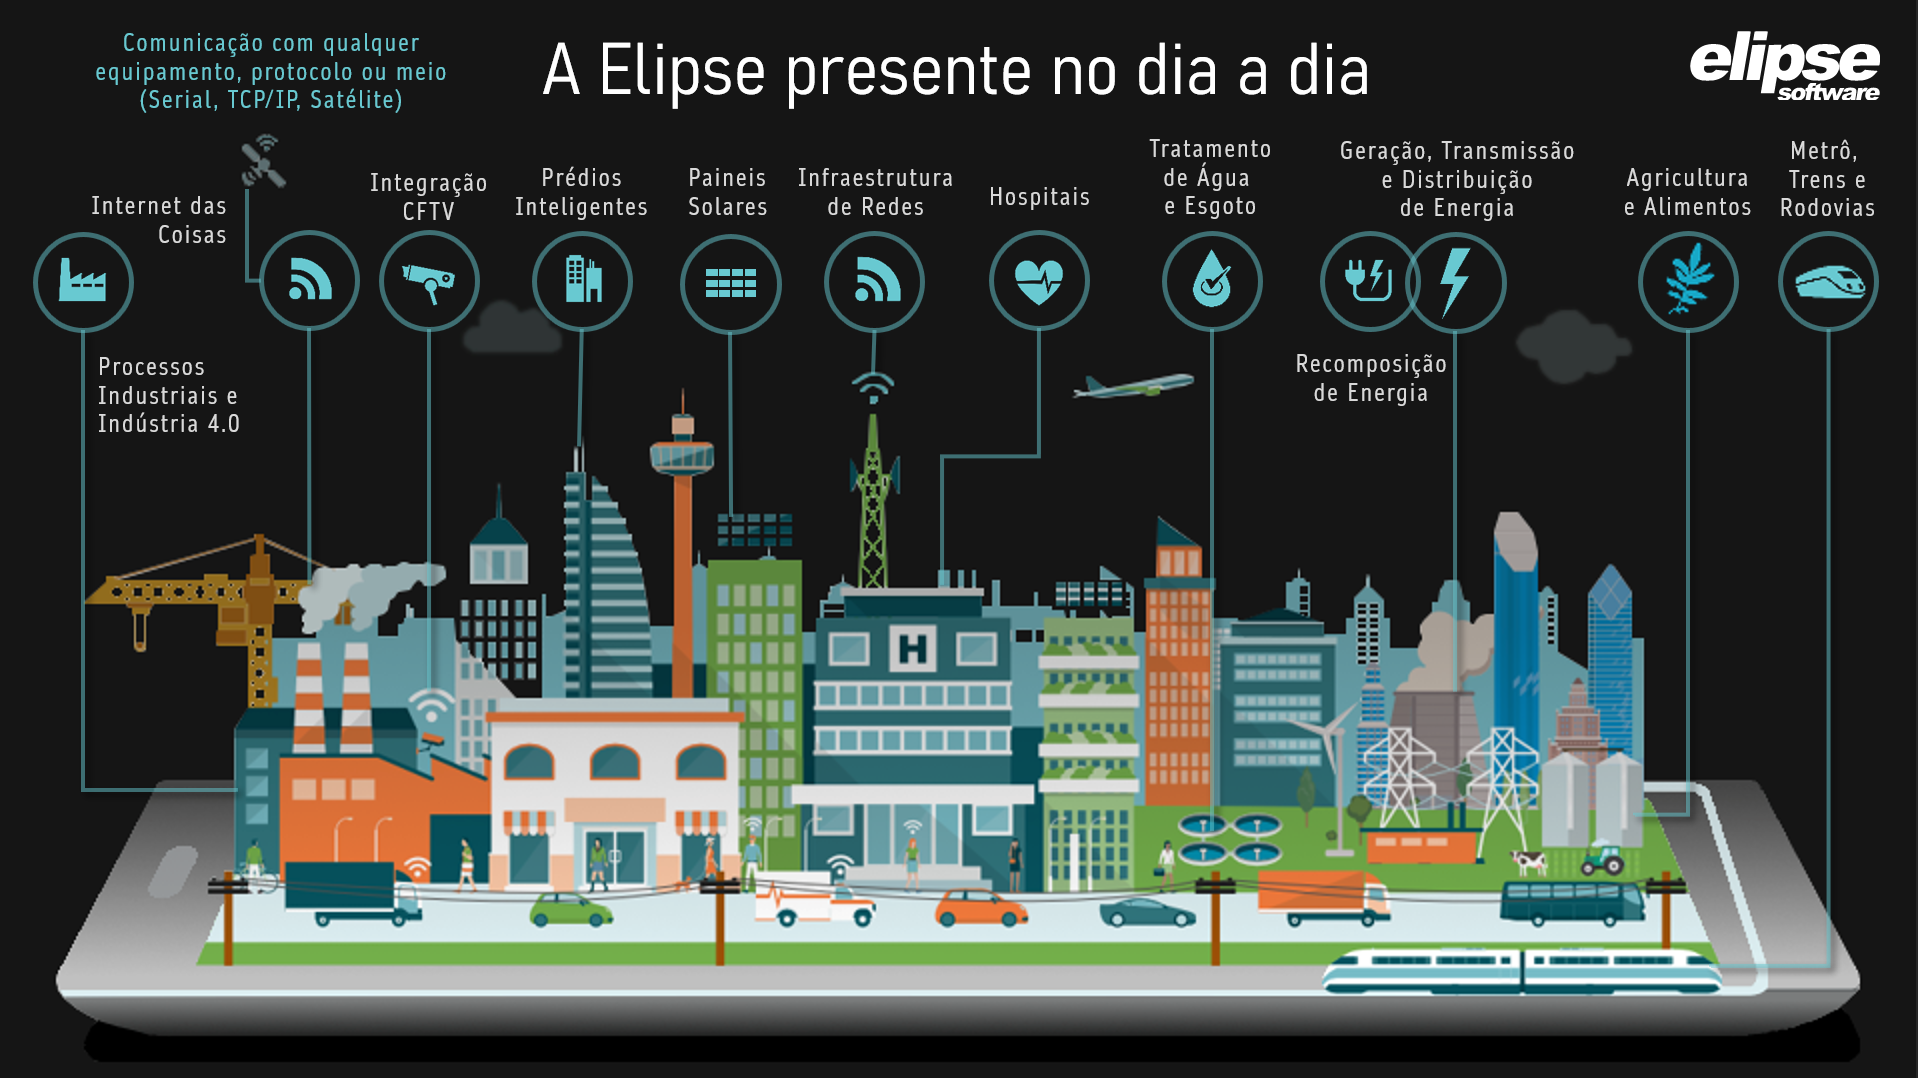 Comunicação com qualquer
equipamento, protocolo ou meio
(Serial, TCP/IP, Satélite)
A Elipse presente no dia a dia
elipse
software
Internet das
Coisas
Integração
CFTV
Prédios
Inteligentes
Paineis
Solares
Infraestrutura
de Redes
Hospitais
Tratamento
de Água
e Esgoto
Geração, Transmissão
e Distribuição
de Energia
Agricultura
e Alimentos
Metrô,
Trens e
Rodovias
Processos
Industriais e
Indústria 4.0
Recomposição
de Energia
H